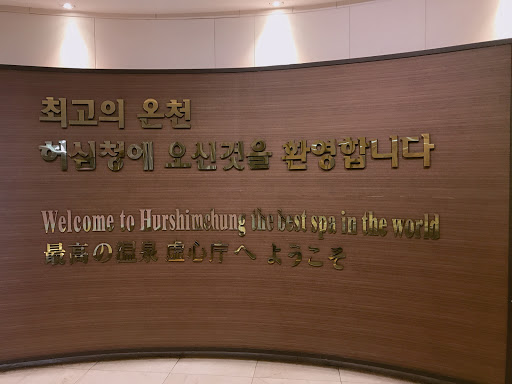 최고의 온천
허심청에 오신것을 환영합니다
Welcome to Hurshimchung the best spa in the world
最高の温泉 虚心庁へ ようこそ